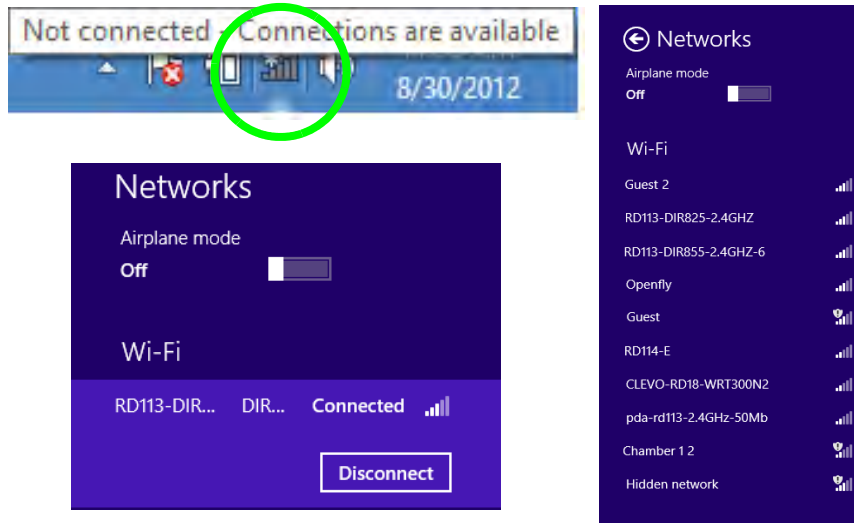 Not connected - Connections are available
8/30/2012
Networks
Airplane mode
Off
Wi-Fi
RD113-DIR... DIR... Connected
Disconnect
Networks
Airplane mode
Off
Wi-Fi
Guest 2
RD113-DIR825-2.4GHZ
RD113-DIR855-2.4GHZ-6
Openfly
Guest
RD114-E
CLEVO-RD18-WRT300N2
pda-rd113-2.4GHz-50Mb
Chamber 1 2
Hidden network